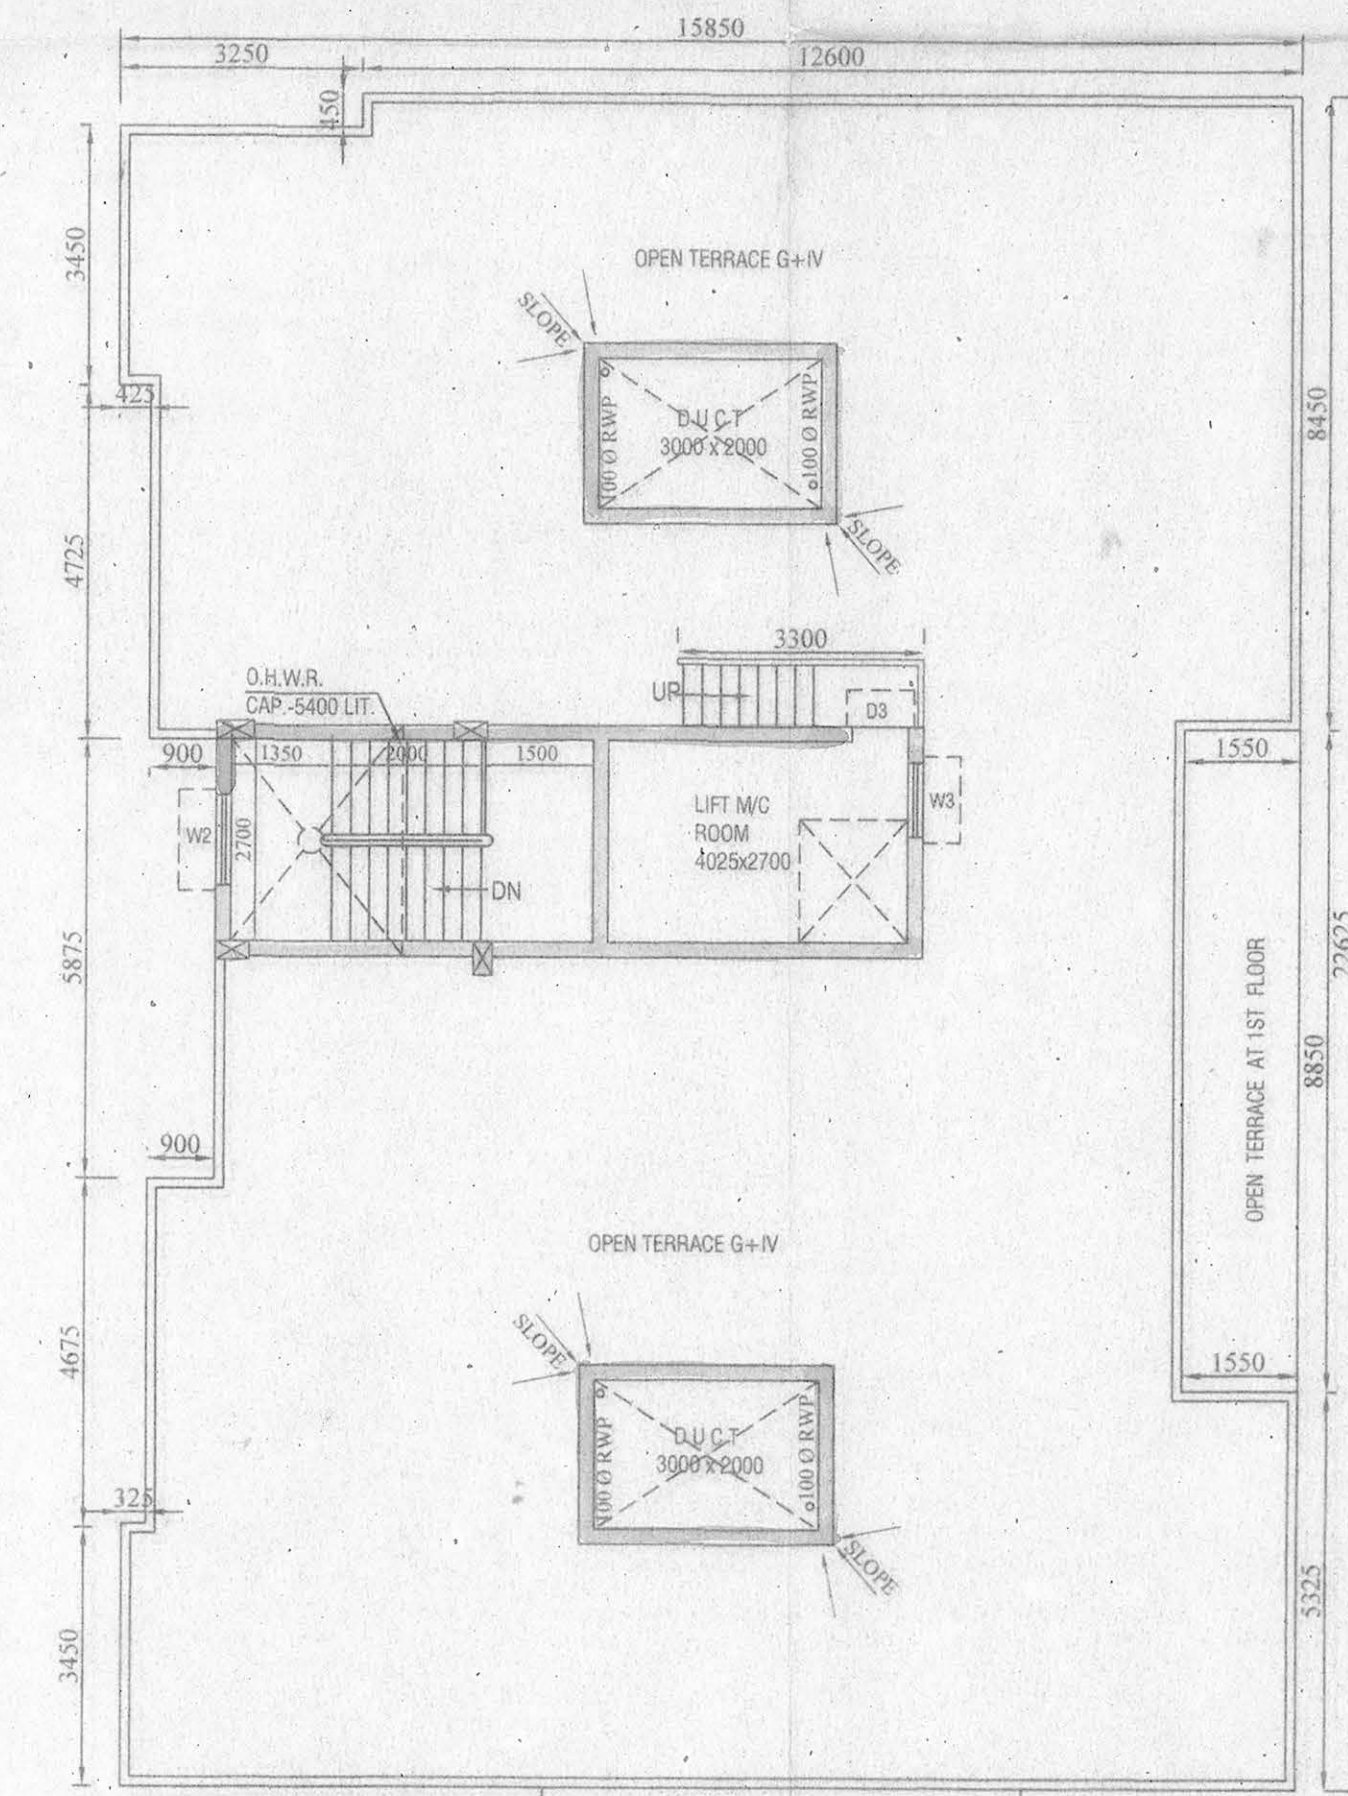 15850
3250
12600
450
3450
OPEN TERRACE G+IV
SLOPE
8450
425
100 Ø RWP
D U C T
3000 x 2000
100 Ø RWP
SLOPE
4725
3300
O.H.W.R.
CAP.-5400 LIT.
UP
D3
900
1350
2000
1500
1550
W2
2700
LIFT M/C
ROOM
4025x2700
W3
DN
5875
22625
OPEN TERRACE AT 1ST FLOOR
8850
900
OPEN TERRACE G+IV
4675
SLOPE
1550
100 Ø RWP
D U C T
3000 x 2000
100 Ø RWP
325
SLOPE
5325
3450